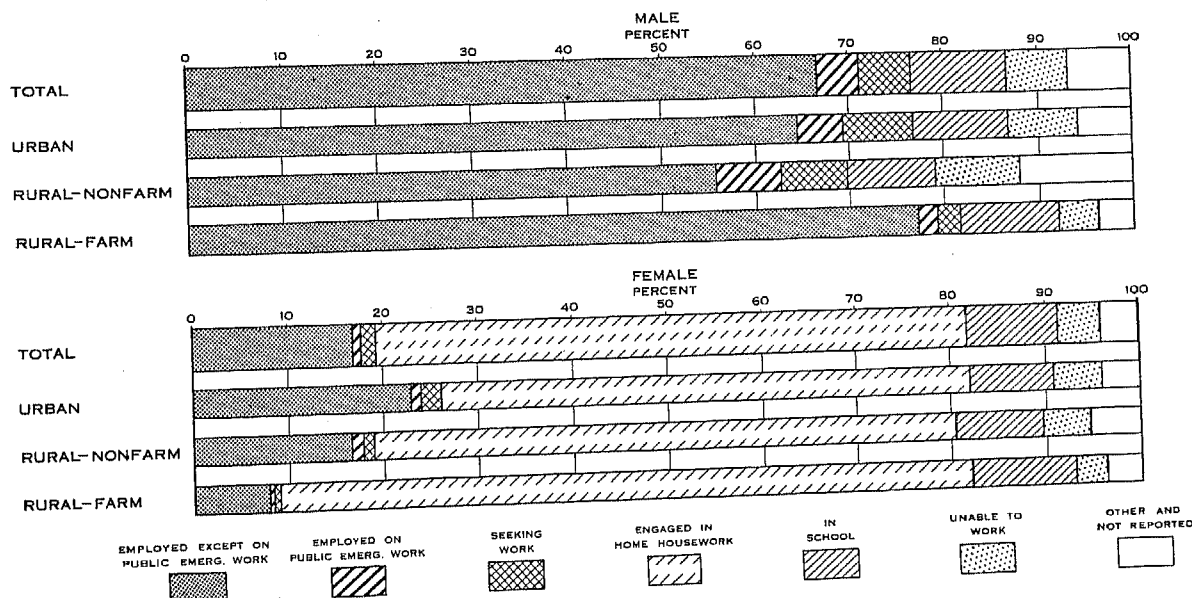 MALE
PERCENT
0 10 20 30 40 50 60 70 80 90 100
TOTAL
URBAN
RURAL-NONFARM
RURAL-FARM
FEMALE
PERCENT
0 10 20 30 40 50 60 70 80 90 100
TOTAL
URBAN
RURAL-NONFARM
RURAL-FARM
EMPLOYED EXCEPT ON
PUBLIC EMERG. WORK
EMPLOYED ON
PUBLIC EMERG. WORK
SEEKING
WORK
ENGAGED IN
HOME HOUSEWORK
IN
SCHOOL
UNABLE TO
WORK
OTHER AND
NOT REPORTED